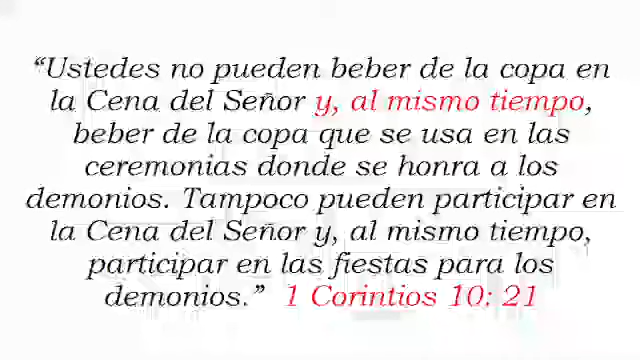 “Ustedes no pueden beber de la copa en
la Cena del Señor y, al mismo tiempo,
beber de la copa que se usa en las
ceremonias donde se honra a los
demonios. Tampoco pueden participar en
la Cena del Señor y, al mismo tiempo,
participar en las fiestas para los
demonios.” 1 Corintios 10: 21